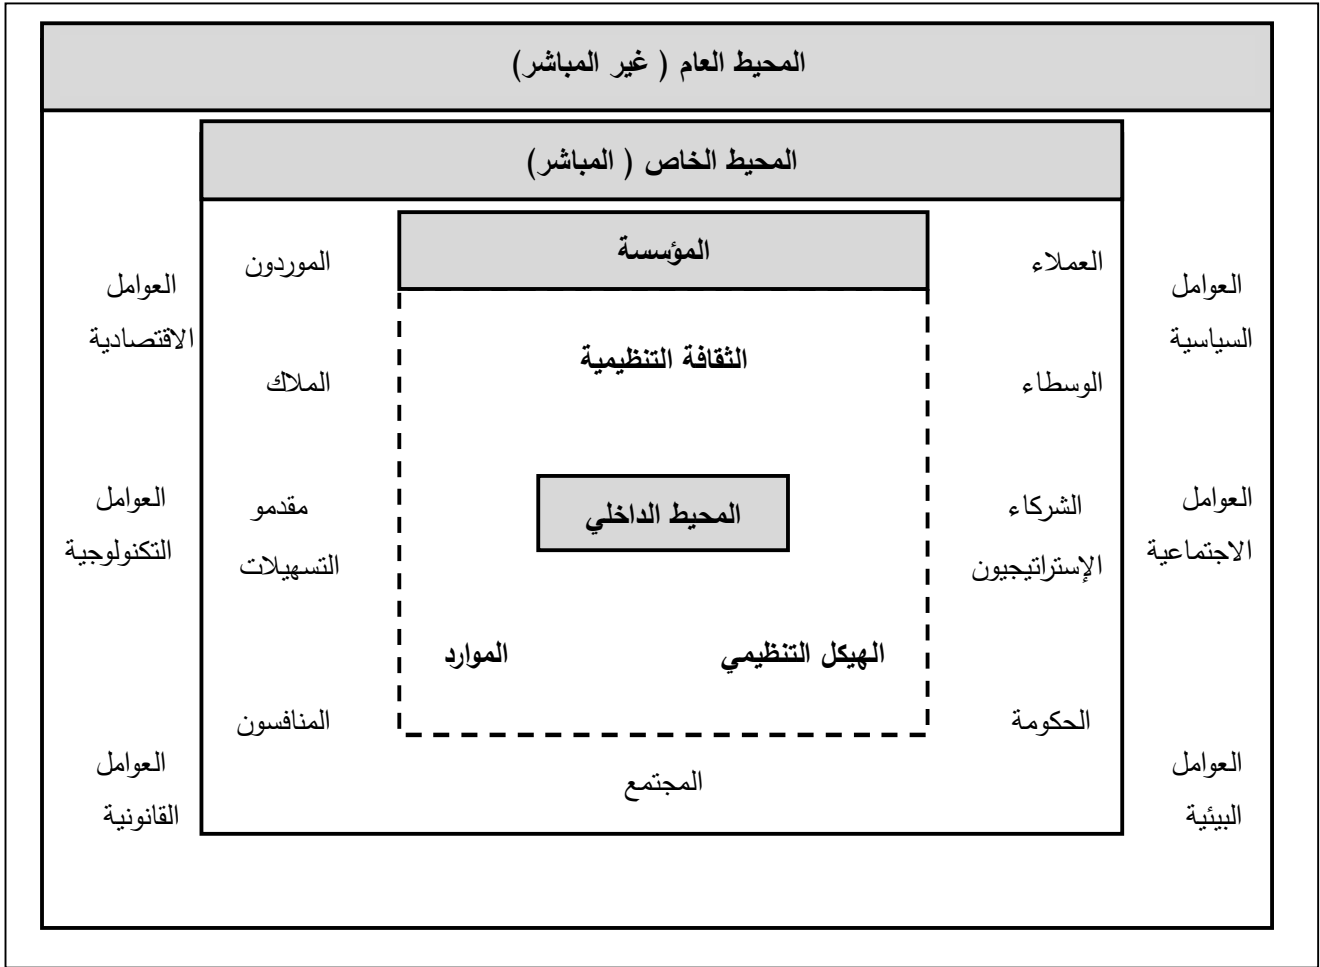 المحيط العام ( غير المباشر)
المحيط الخاص ( المباشر)
المؤسسة
العملاء
الموردون
العوامل
السياسية
العوامل
الاقتصادية
الثقافة التنظيمية
الوسطاء
الملاك
العوامل
الاجتماعية
الشركاء
الإستراتيجيون
المحيط الداخلي
مقدمو
التسهيلات
العوامل
التكنولوجية
الهيكل التنظيمي
الموارد
الحكومة
المنافسون
العوامل
البيئية
المجتمع
العوامل
القانونية